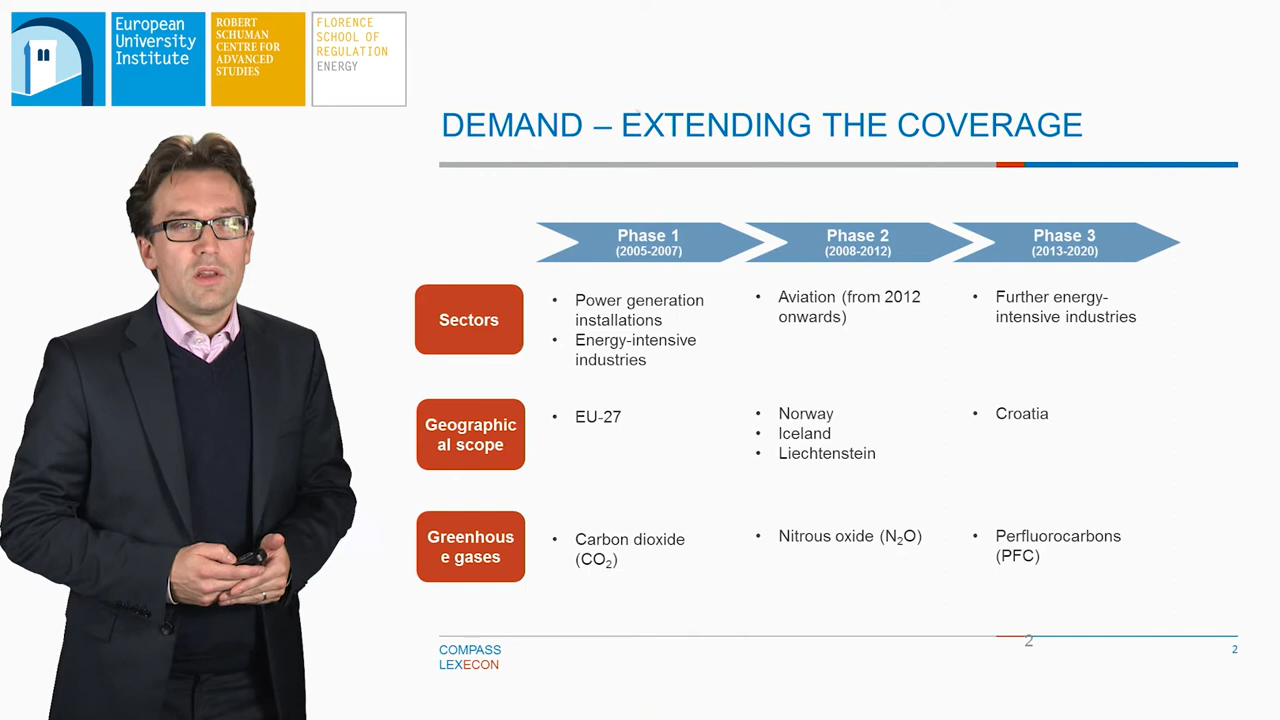 European
University
Institute
ROBERT
SCHUMAN
CENTRE FOR
ADVANCED
STUDIES
FLORENCE
SCHOOL OF
REGULATION
ENERGY
DEMAND – EXTENDING THE COVERAGE
Phase 1
(2005-2007)
Phase 2
(2008-2012)
Phase 3
(2013-2020)
Sectors
• Power generation
installations
• Energy-intensive
industries
• Aviation (from 2012
onwards)
• Further energy-
intensive industries
Geographic
al scope
• EU-27
• Norway
• Iceland
• Liechtenstein
• Croatia
Greenhous
e gases
• Carbon dioxide
(CO₂)
• Nitrous oxide (N₂O)
• Perfluorocarbons
(PFC)
COMPASS
LEXECON
2
2